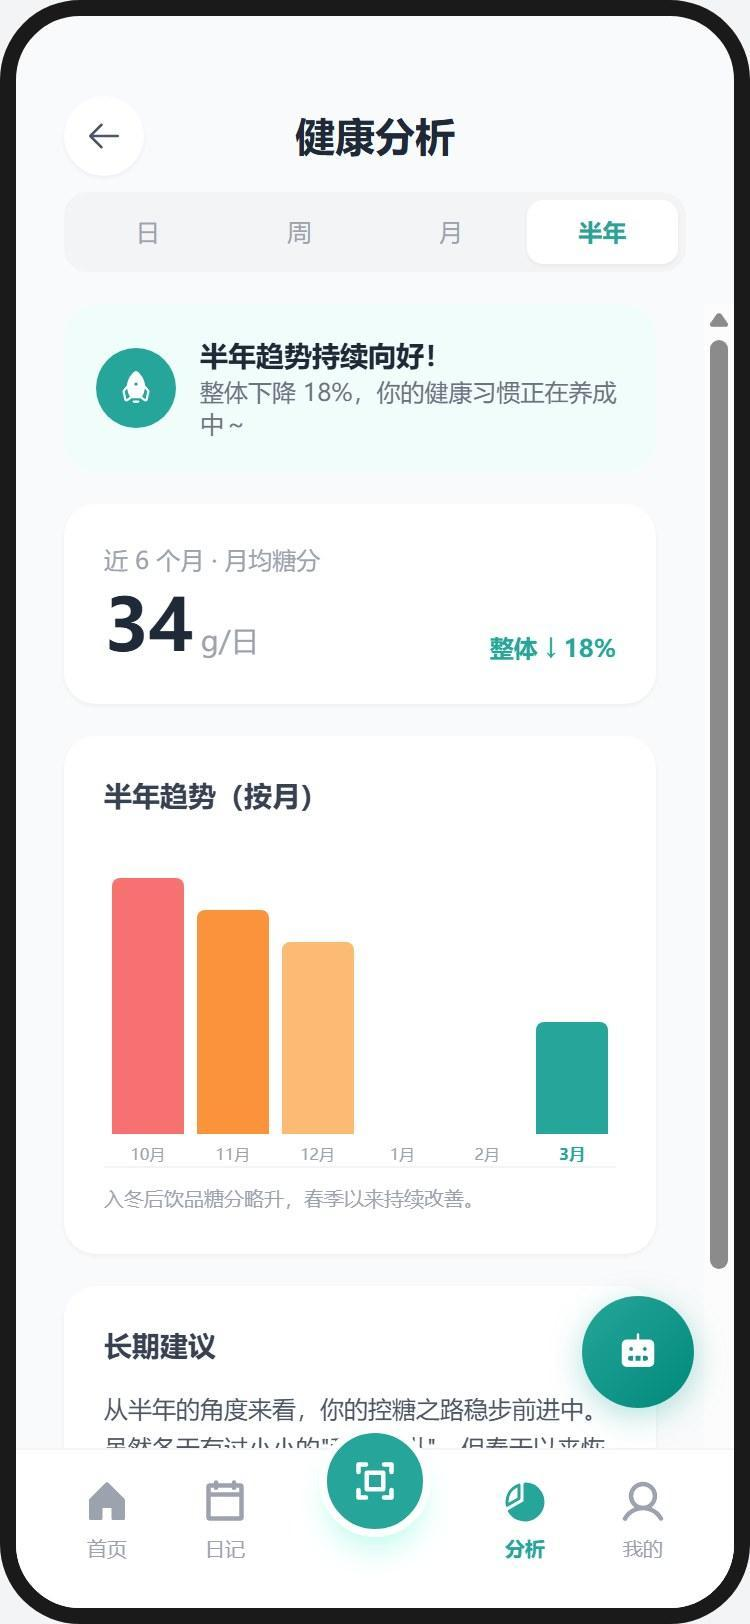 健康分析
日 周 月 半年
半年趋势持续向好！
整体下降 18%，你的健康习惯正在养成
中～
近 6 个月 · 月均糖分
34 g/日
整体↓18%
半年趋势（按月）
10月 11月 12月 1月 2月 3月
入冬后饮品糖分略升，春季以来持续改善。
长期建议
从半年的角度来看，你的控糖之路稳步前进中。
首页 日记 分析 我的